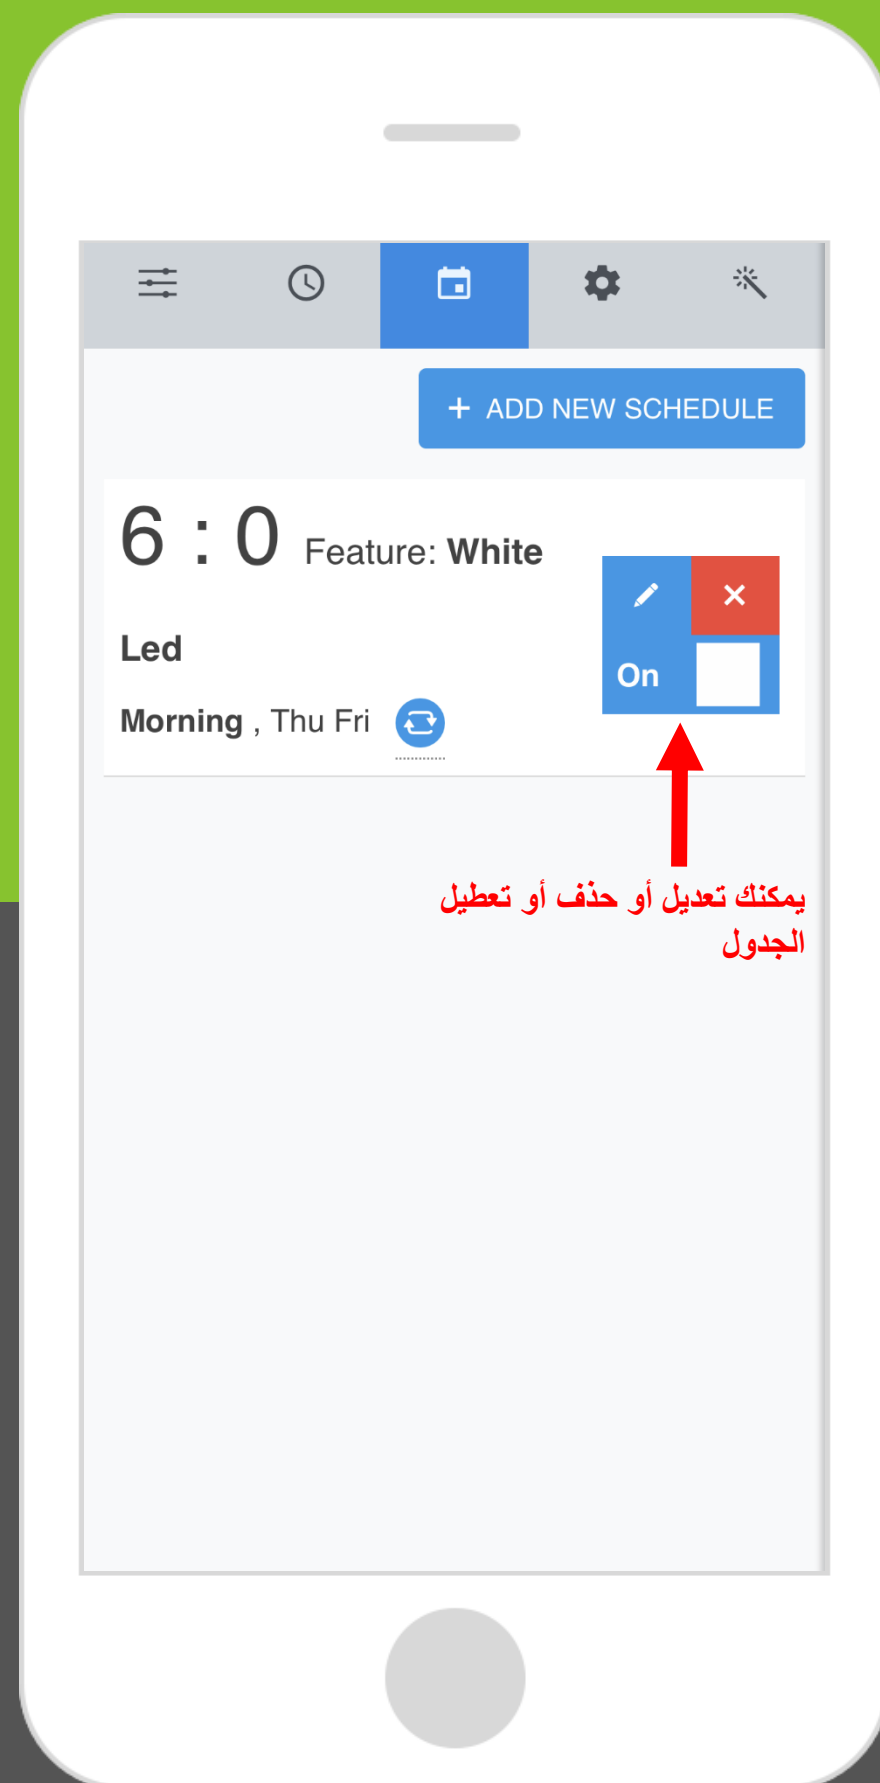 + ADD NEW SCHEDULE
6 : 0 Feature: White
Led
On
Morning , Thu Fri
يمكنك تعديل أو حذف أو تعطيل
الجدول